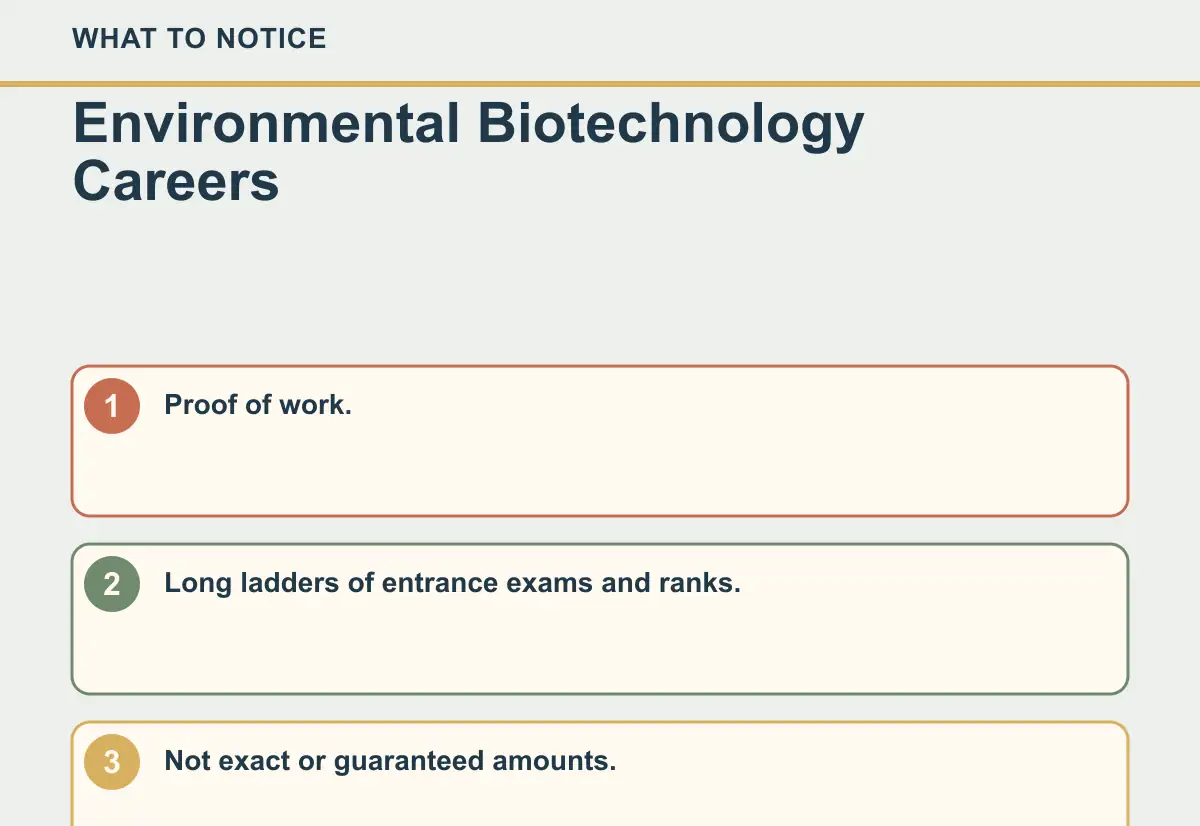 WHAT TO NOTICE
Environmental Biotechnology
Careers
1
Proof of work.
2
Long ladders of entrance exams and ranks.
3
Not exact or guaranteed amounts.